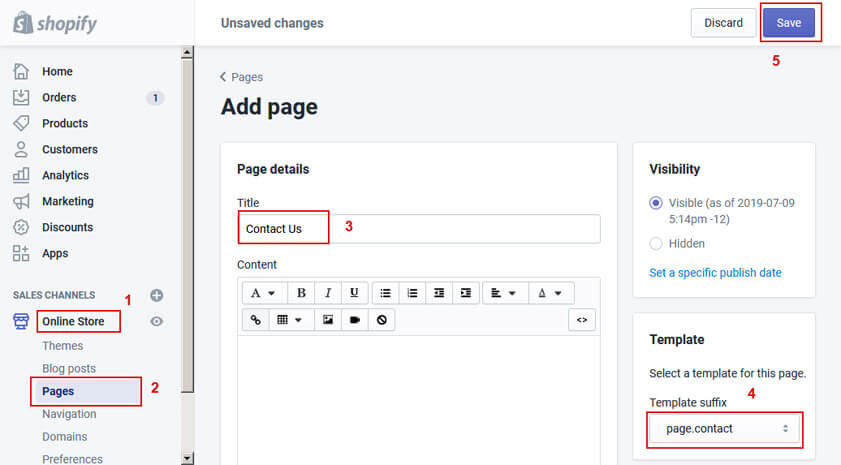 shopify
Unsaved changes
Discard
Save
5
Home
Orders
1
Products
Customers
Analytics
Marketing
Discounts
Apps
SALES CHANNELS
1
Online Store
Themes
Blog posts
Pages
2
Navigation
Domains
Preferences
Pages
Add page
Page details
Title
Contact Us
3
Content
A
B
I
U
A
<>
Visibility
Visible (as of 2019-07-09
5:14pm -12)
Hidden
Set a specific publish date
Template
Select a template for this page.
Template suffix
4
page.contact